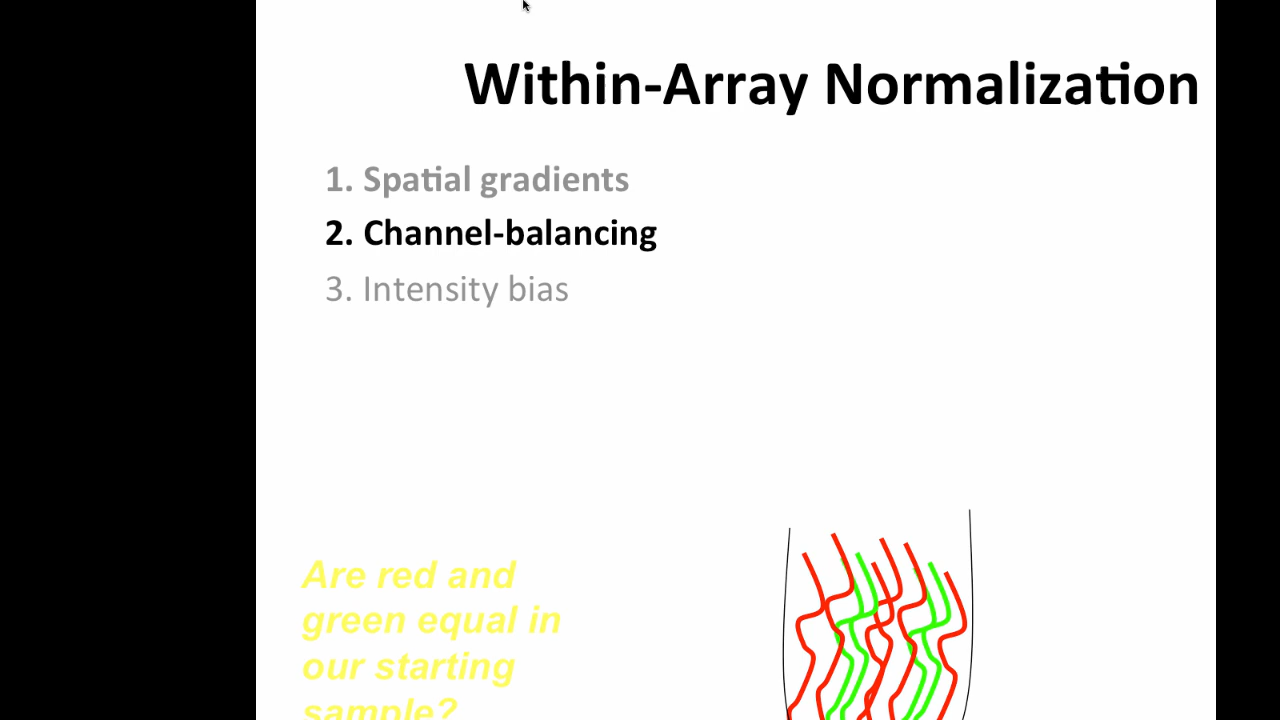 Within-Array Normalization
1. Spatial gradients
2. Channel-balancing
3. Intensity bias
Are red and
green equal in
our starting
sample?